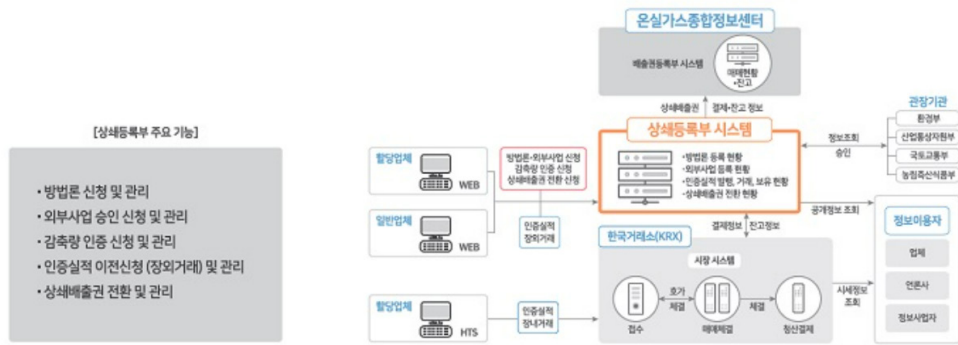 [상쇄등록부 주요 기능]
• 방법론 신청 및 관리
• 외부사업 승인 신청 및 관리
• 감축량 인증 신청 및 관리
• 인증실적 이전신청 (장외거래) 및 관리
• 상쇄배출권 전환 및 관리
온실가스종합정보센터
배출권등록부 시스템
매매현황
•잔고
상쇄배출권
결제•잔고 정보
상쇄등록부 시스템
•방법론 등록 현황
•외부사업 등록 현황
•인증실적 발행, 거래, 보유 현황
•상쇄배출권 전환 현황
관장기관
환경부
산업통상자원부
국토교통부
농림축산식품부
정보조회
승인
할당업체
WEB
방법론•외부사업 신청
감축량 인증 신청
상쇄배출권 전환 신청
일반업체
WEB
인증실적
장외거래
결제정보
잔고정보
공개정보 조회
정보이용자
업체
언론사
정보사업자
한국거래소(KRX)
시장 시스템
접수
호가
체결
매매체결
체결
청산결제
시세정보
조회
할당업체
HTS
인증실적
장내거래